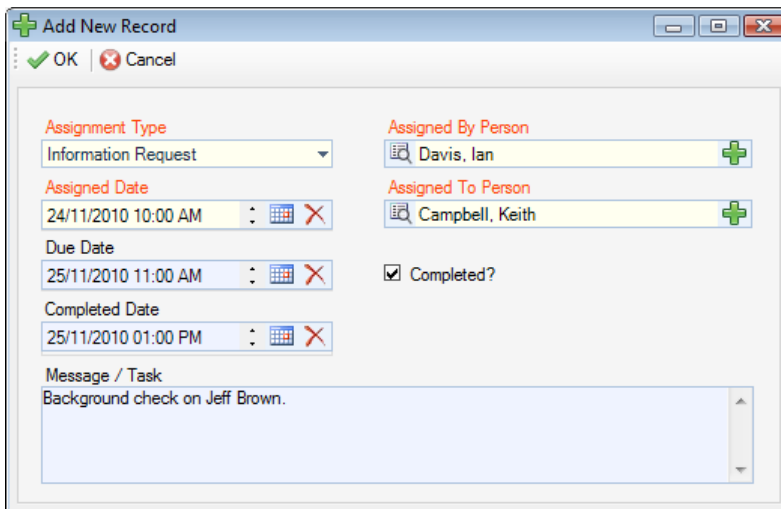 Add New Record
OK Cancel
Assignment Type
Information Request
Assigned By Person
Davis, Ian
Assigned Date
24/11/2010 10:00 AM
Assigned To Person
Campbell, Keith
Due Date
25/11/2010 11:00 AM
Completed?
Completed Date
25/11/2010 01:00 PM
Message / Task
Background check on Jeff Brown.